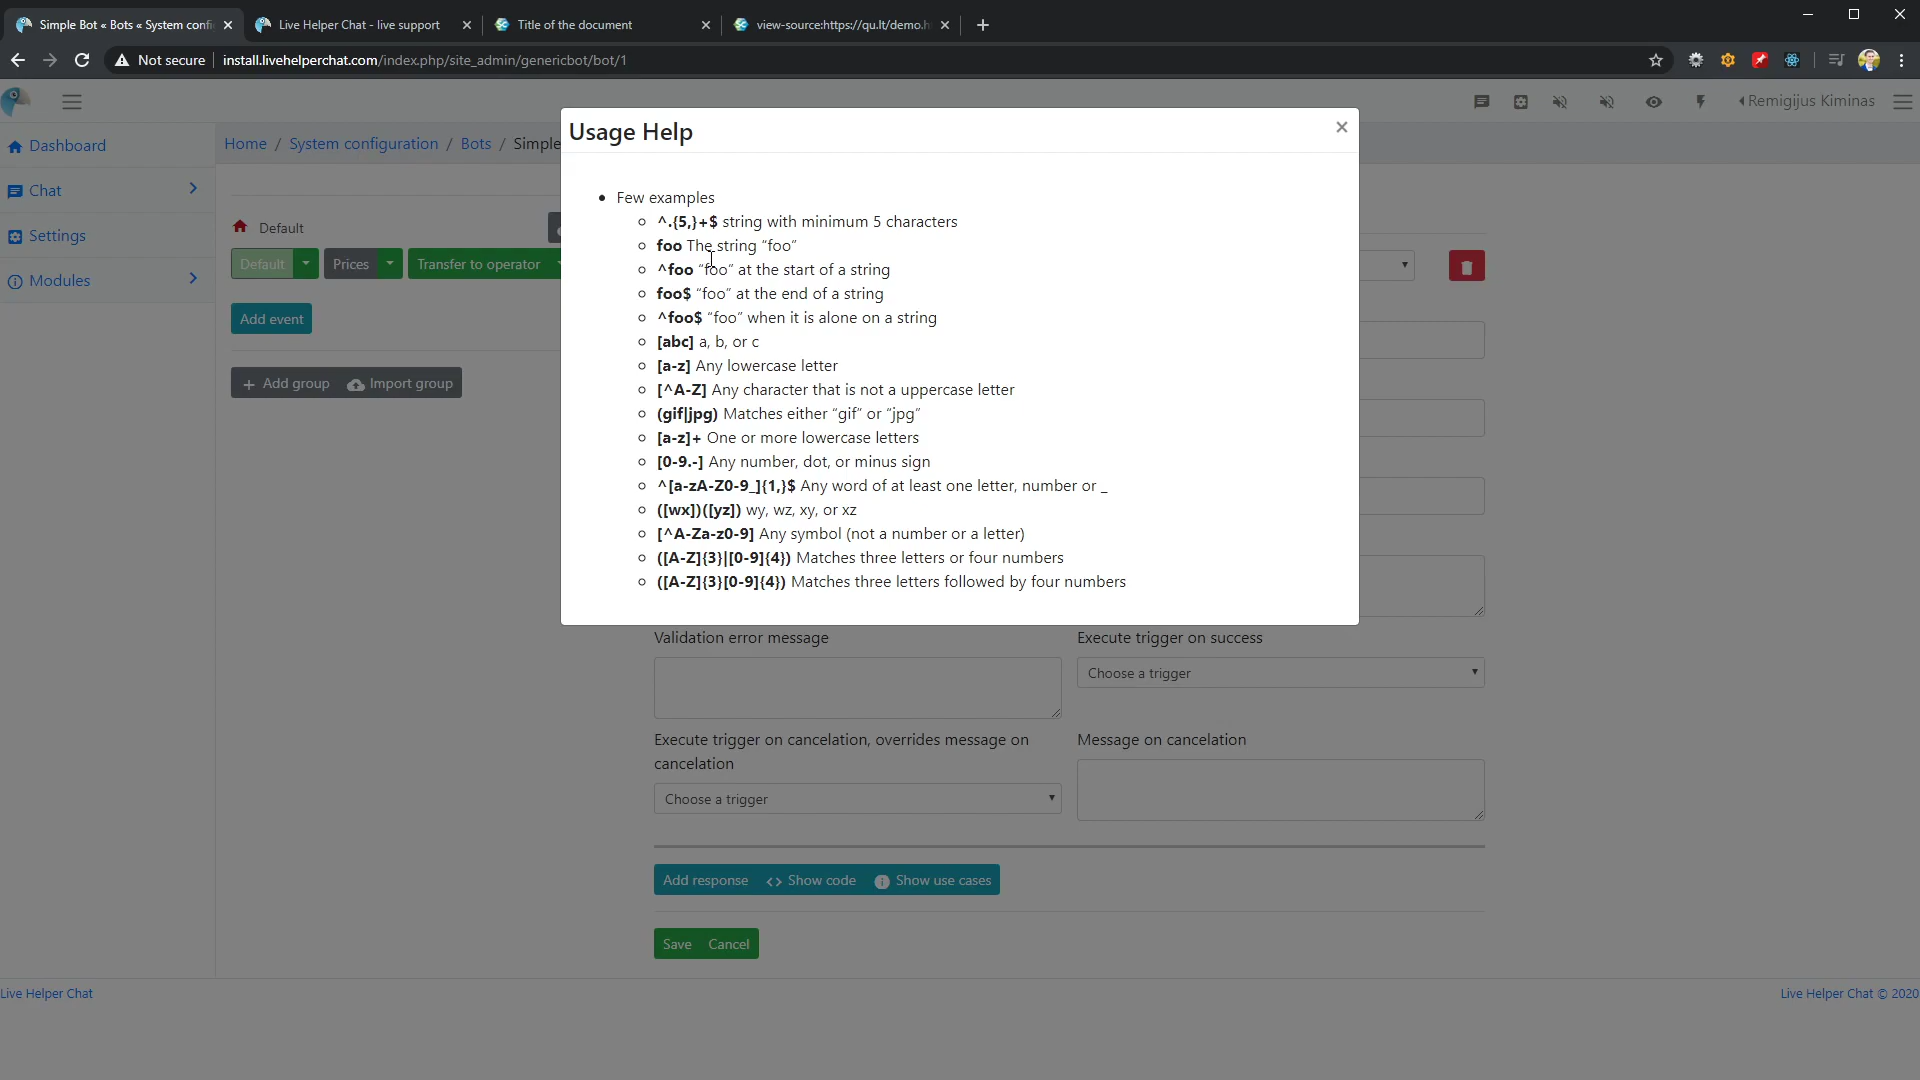 Simple Bot « Bots « System confi
Live Helper Chat - live support
Title of the document
view-source:https://qu.lt/demo.h
Not secure
install.livehelperchat.com/index.php/site_admin/genericbot/bot/1
Remigijus Kiminas
Dashboard
Chat
Settings
Modules
Home / System configuration / Bots / Simple
Default
Default
Prices
Transfer to operator
Add event
Add group
Import group
Usage Help
×
Few examples
^.{5,}+$ string with minimum 5 characters
foo The string “foo”
^foo “foo” at the start of a string
foo$ “foo” at the end of a string
^foo$ “foo” when it is alone on a string
[abc] a, b, or c
[a-z] Any lowercase letter
[^A-Z] Any character that is not a uppercase letter
(gif|jpg) Matches either “gif” or “jpg”
[a-z]+ One or more lowercase letters
[0-9.-] Any number, dot, or minus sign
^[a-zA-Z0-9_]{1,}$ Any word of at least one letter, number or _
([wx])([yz]) wy, wz, xy, or xz
[^A-Za-z0-9] Any symbol (not a number or a letter)
([A-Z]{3}|[0-9]{4}) Matches three letters or four numbers
([A-Z]{3}[0-9]{4}) Matches three letters followed by four numbers
Validation error message
Execute trigger on success
Choose a trigger
Execute trigger on cancelation, overrides message on
cancelation
Message on cancelation
Choose a trigger
Add response
Show code
Show use cases
Save
Cancel
Live Helper Chat
Live Helper Chat © 2020